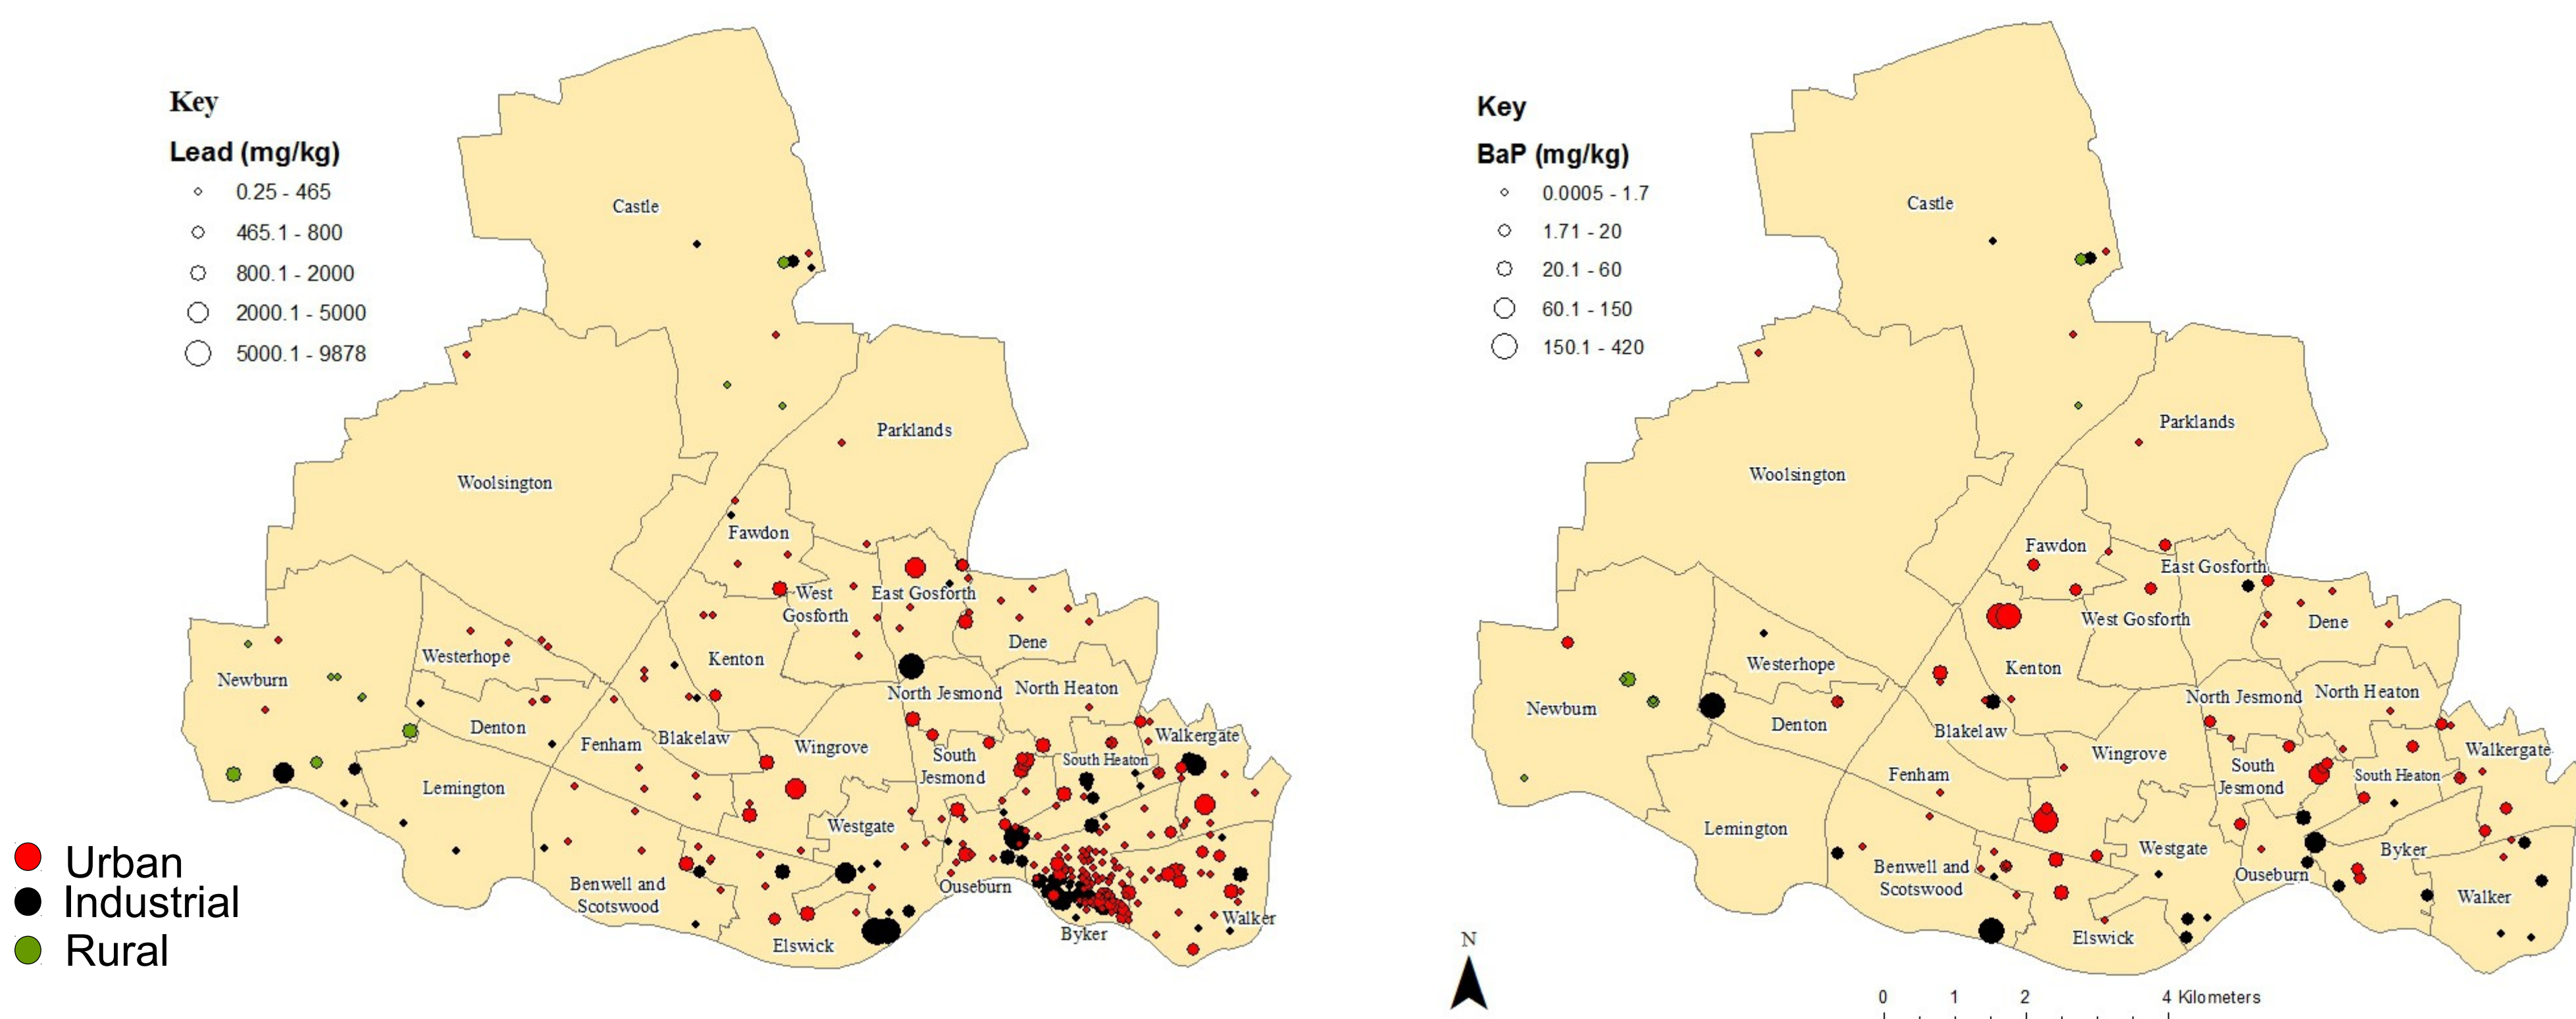 Key
Lead (mg/kg)
0.25 - 465
465.1 - 800
800.1 - 2000
2000.1 - 5000
5000.1 - 9878
Castle
Parklands
Woolsington
Fawdon
West
Gosforth
East Gosforth
Dene
Westerhope
Kenton
Newburn
North Jesmond
North Heaton
Denton
Fenham
Blakelaw
Wingrove
Walkergate
South
Jesmond
South Heaton
Lemington
Westgate
Benwell and
Scotswood
Ouseburn
Elswick
Byker
Walker
Urban
Industrial
Rural
Key
BaP (mg/kg)
0.0005 - 1.7
1.71 - 20
20.1 - 60
60.1 - 150
150.1 - 420
Castle
Parklands
Woolsington
Fawdon
East Gosforth
West Gosforth
Dene
Westerhope
Kenton
North Jesmond
North Heaton
Newburn
Denton
Blakelaw
Wingrove
Walkergate
Fenham
South
Jesmond
South Heaton
Lemington
Westgate
Byker
Benwell and
Scotswood
Ouseburn
Walker
Elswick
N
0 1 2 4 Kilometers